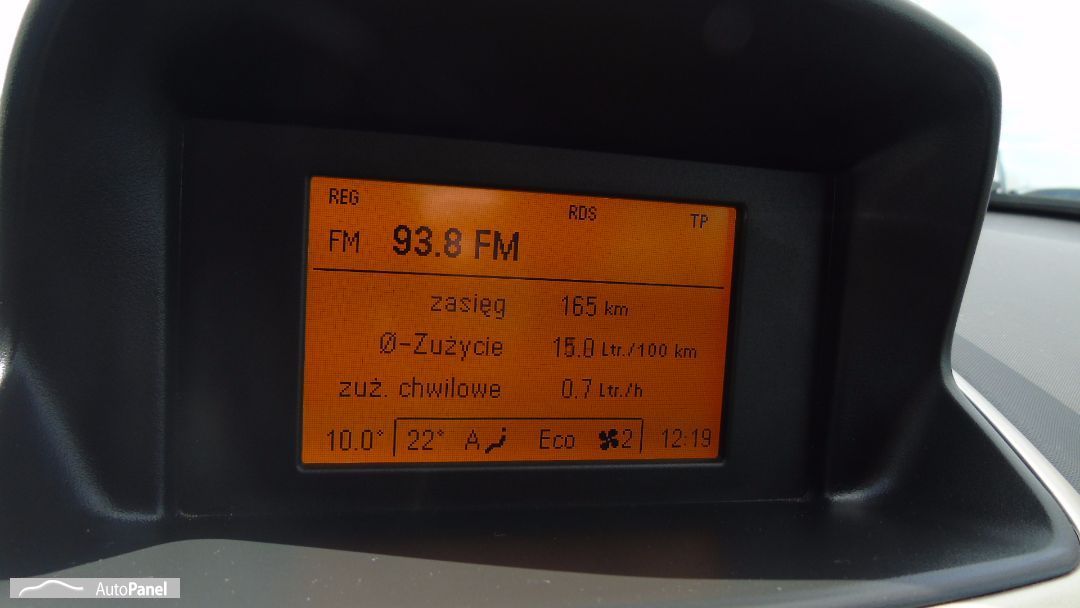 REG RDS TP
FM 93.8 FM
zasięg 165 km
Ø-Zużycie 15.0 Ltr./100 km
zuż. chwilowe 0.7 Ltr./h
10.0° 22° A Eco 2 12:19
AutoPanel